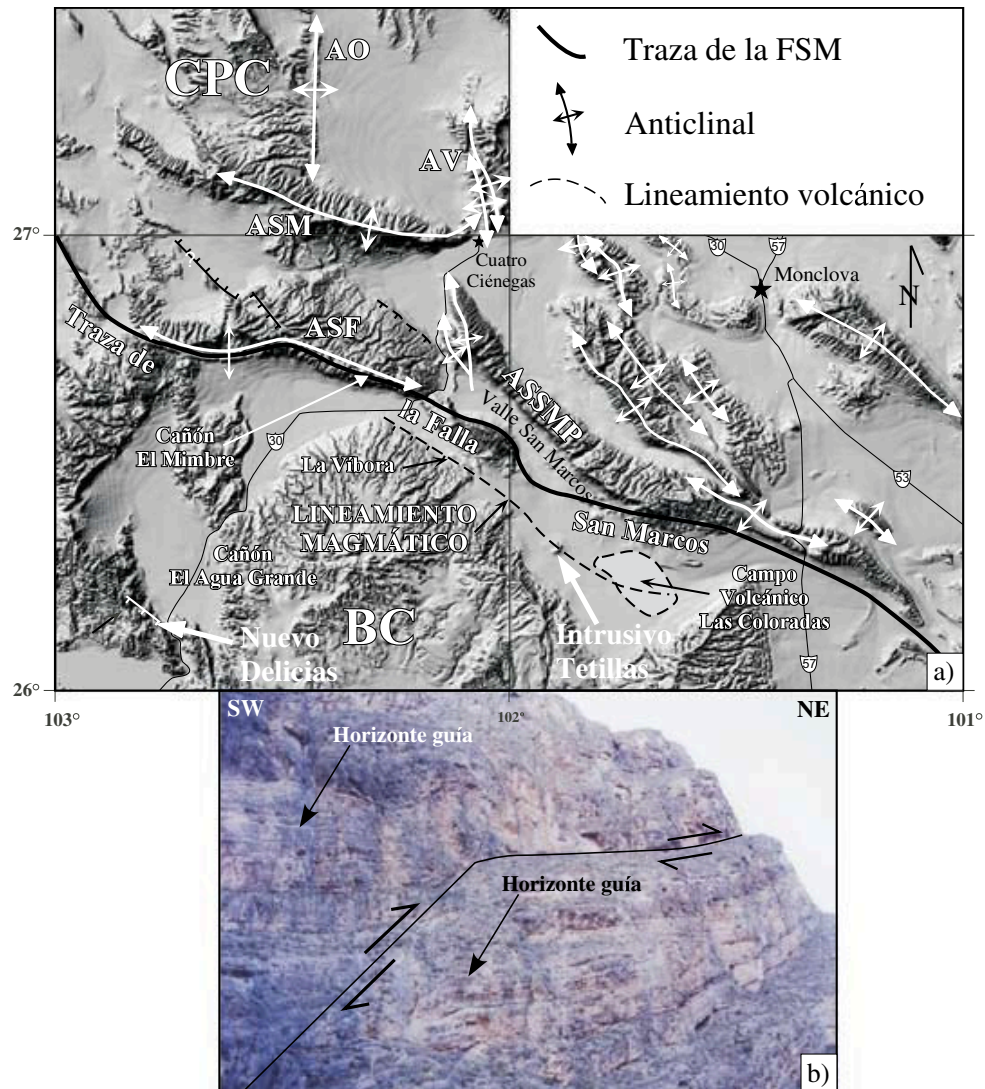 AO
CPC
AV
ASM
Traza de la FSM
Anticlinal
Lineamiento volcánico
27°
Cuatro
Ciénegas
30
57
Monclova
N
ASF
Traza de
la Falla
San Marcos
ASSMP
Valle San Marcos
Cañón
El Mimbre
30
La Víbora
53
LINEAMIENTO
MAGMÁTICO
Cañón
El Agua Grande
Campo
Volcánico
Las Coloradas
BC
Nuevo
Delicias
Intrusivo
Tetillas
57
a)
26°
103°
102°
101°
SW
NE
Horizonte guía
Horizonte guía
b)